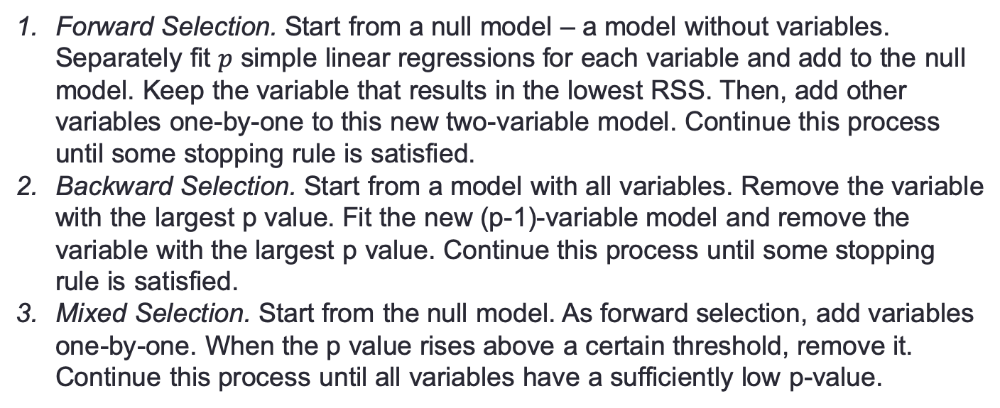 1. Forward Selection. Start from a null model – a model without variables.
Separately fit p simple linear regressions for each variable and add to the null
model. Keep the variable that results in the lowest RSS. Then, add other
variables one-by-one to this new two-variable model. Continue this process
until some stopping rule is satisfied.
2. Backward Selection. Start from a model with all variables. Remove the variable
with the largest p value. Fit the new (p-1)-variable model and remove the
variable with the largest p value. Continue this process until some stopping
rule is satisfied.
3. Mixed Selection. Start from the null model. As forward selection, add variables
one-by-one. When the p value rises above a certain threshold, remove it.
Continue this process until all variables have a sufficiently low p-value.